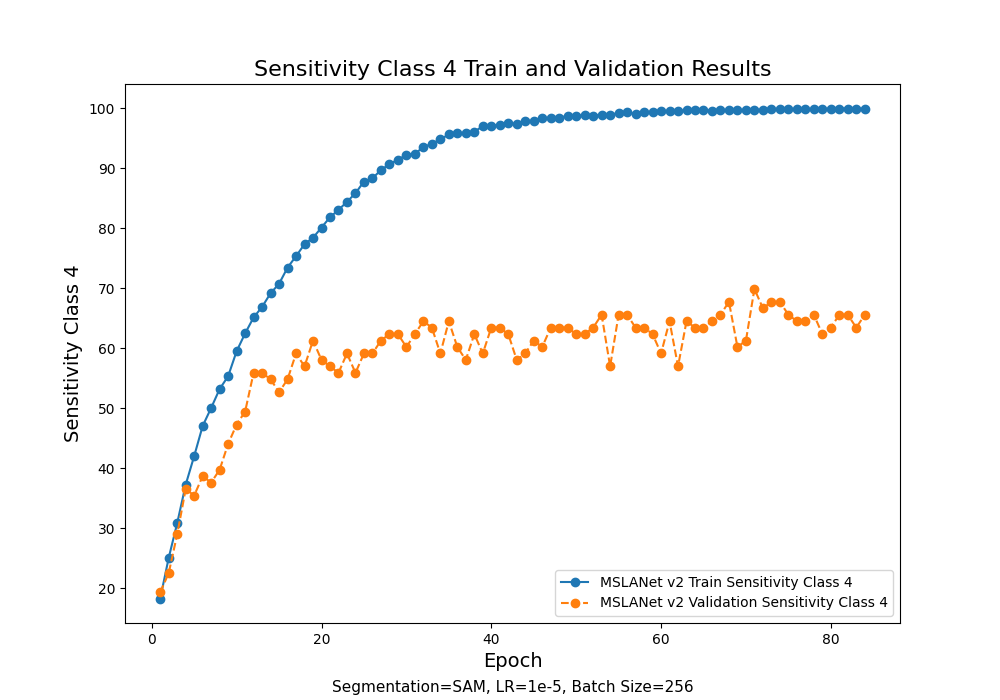 Sensitivity Class 4 Train and Validation Results
Sensitivity Class 4
100
90
80
70
60
50
40
30
20
MSLANet v2 Train Sensitivity Class 4
MSLANet v2 Validation Sensitivity Class 4
0 20 40 60 80
Epoch
Segmentation=SAM, LR=1e-5, Batch Size=256